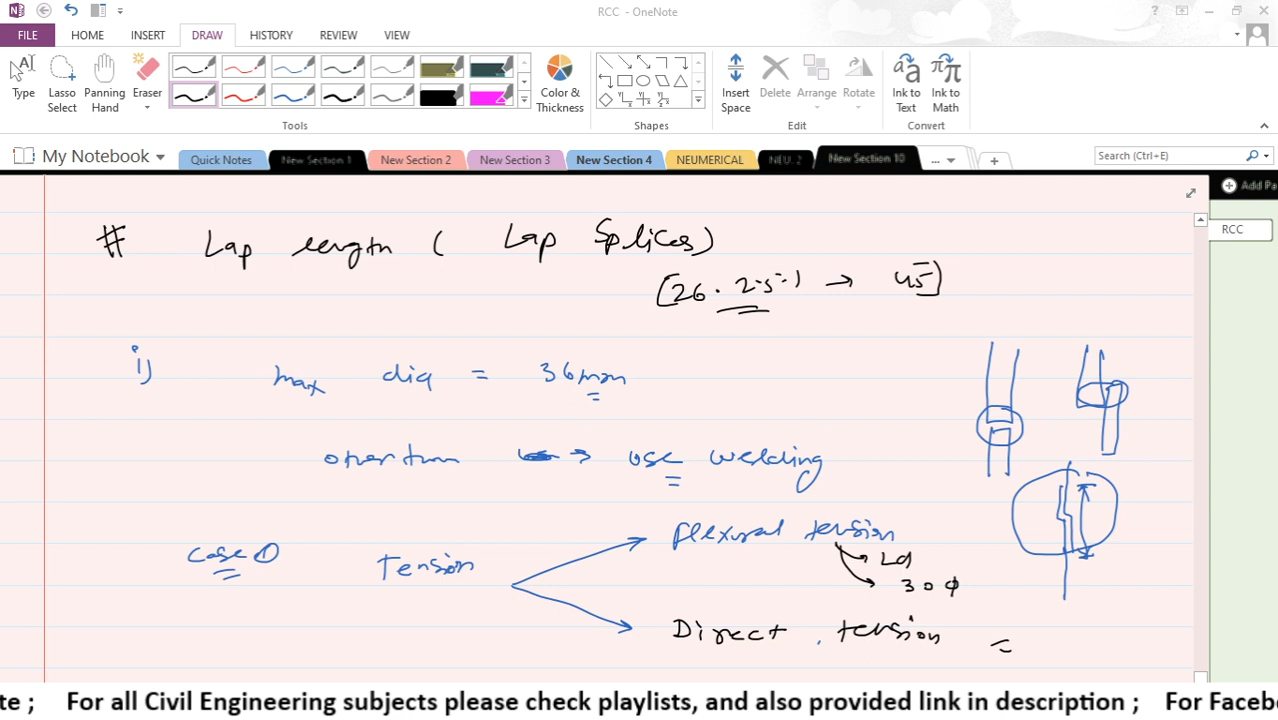 RCC - OneNote
FILE HOME INSERT DRAW HISTORY REVIEW VIEW
Type Lasso Select Panning Hand Eraser Color & Thickness Insert Space Delete Arrange Rotate Ink to Text Ink to Math
Tools Shapes Edit Convert
My Notebook Quick Notes New Section 1 New Section 2 New Section 3 New Section 4 NEUMERICAL NEU. 2 New Section 10 ... + Search (Ctrl+E)
Add Pa
RCC
# Lap length ( Lap Splices)
[26. 2.5.1 → 45]
i) max dia = 36mm
→ use welding
Case ① Tension
flexural tension
Ld
30ϕ
Direct tension =
te ; For all Civil Engineering subjects please check playlists, and also provided link in description ; For Facebo